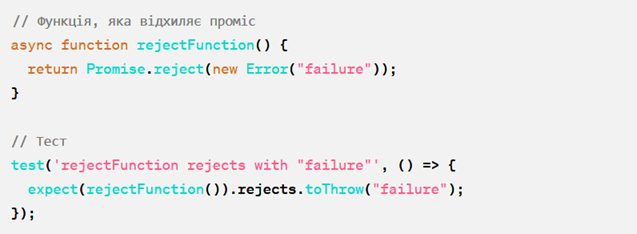 // Функція, яка відхиляє проміс
async function rejectFunction() {
  return Promise.reject(new Error("failure"));
}

// Тест
test('rejectFunction rejects with "failure"', () => {
  expect(rejectFunction()).rejects.toThrow("failure");
});